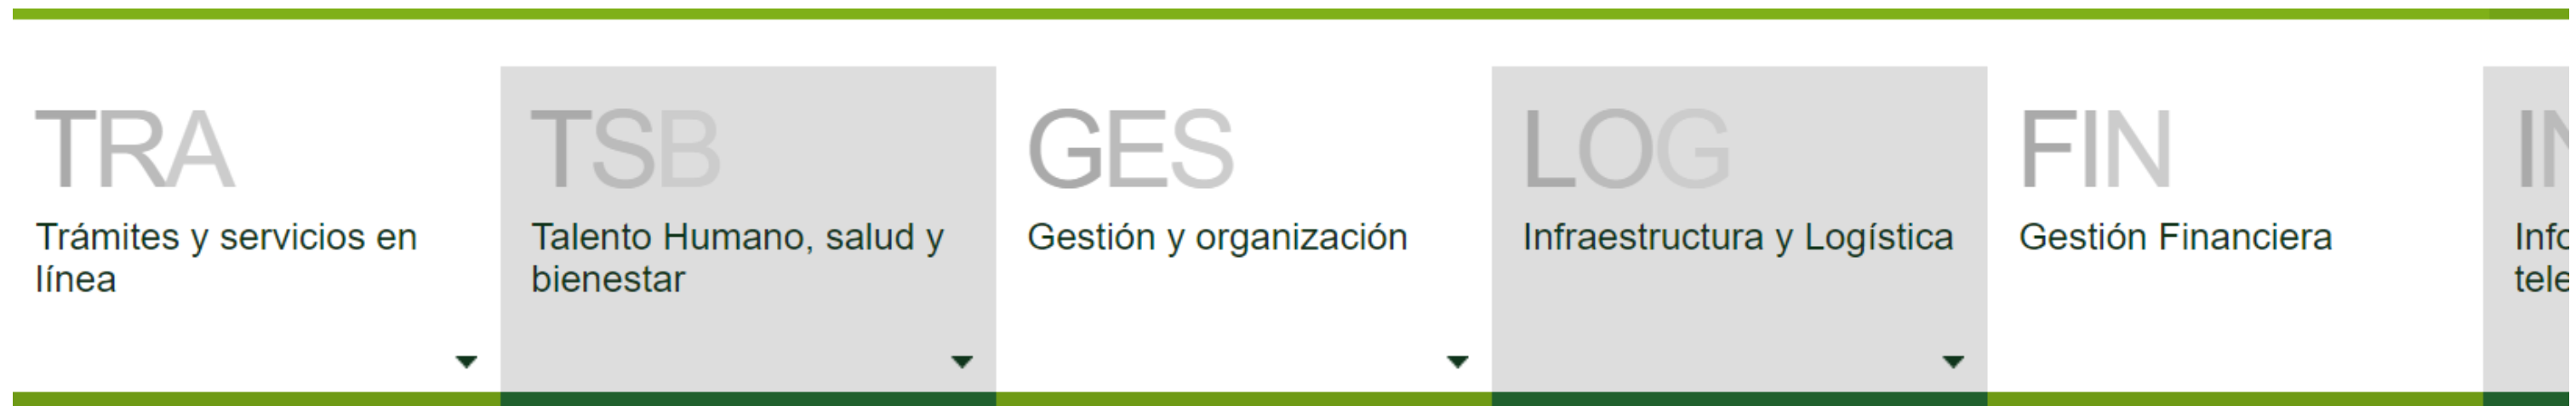 TRA
Trámites y servicios en
línea
TSB
Talento Humano, salud y
bienestar
GES
Gestión y organización
LOG
Infraestructura y Logística
FIN
Gestión Financiera